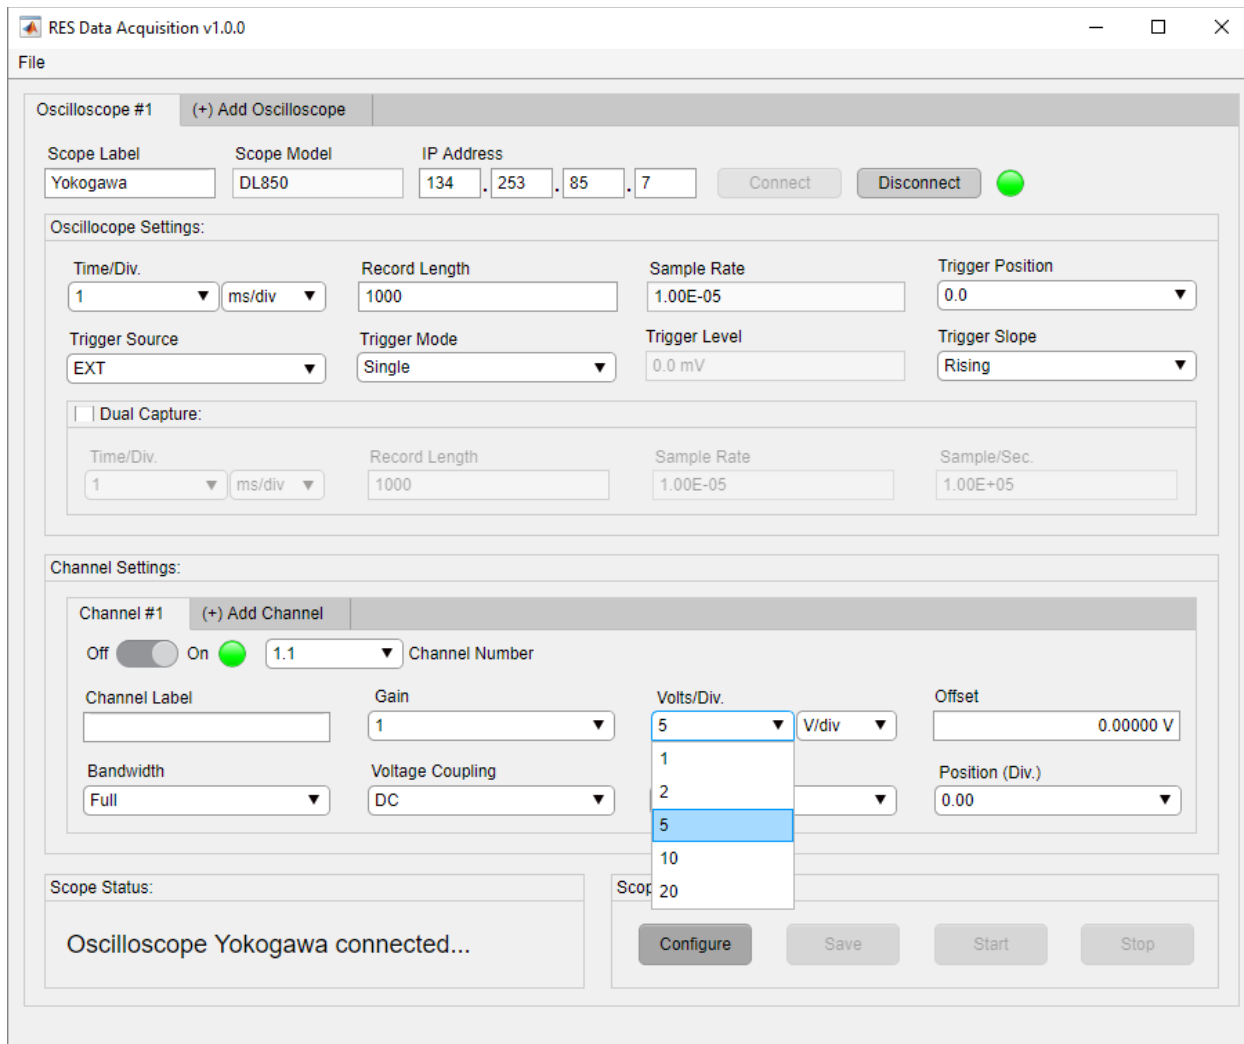 RES Data Acquisition v1.0.0
File
Oscilloscope #1 (+) Add Oscilloscope
Scope Label Scope Model IP Address
Yokogawa DL850 134 . 253 . 85 . 7 Connect Disconnect
Oscillocope Settings:
Time/Div. Record Length Sample Rate Trigger Position
1 ms/div 1000 1.00E-05 0.0
Trigger Source Trigger Mode Trigger Level Trigger Slope
EXT Single 0.0 mV Rising
Dual Capture:
Time/Div. Record Length Sample Rate Sample/Sec.
1 ms/div 1000 1.00E-05 1.00E+05
Channel Settings:
Channel #1 (+) Add Channel
Off On 1.1 Channel Number
Channel Label Gain Volts/Div. Offset
1 5 V/div 0.00000 V
1
Bandwidth Voltage Coupling Position (Div.)
Full DC 2 0.00
5
10
20
Scope Status: Scop
Oscilloscope Yokogawa connected... Configure Save Start Stop